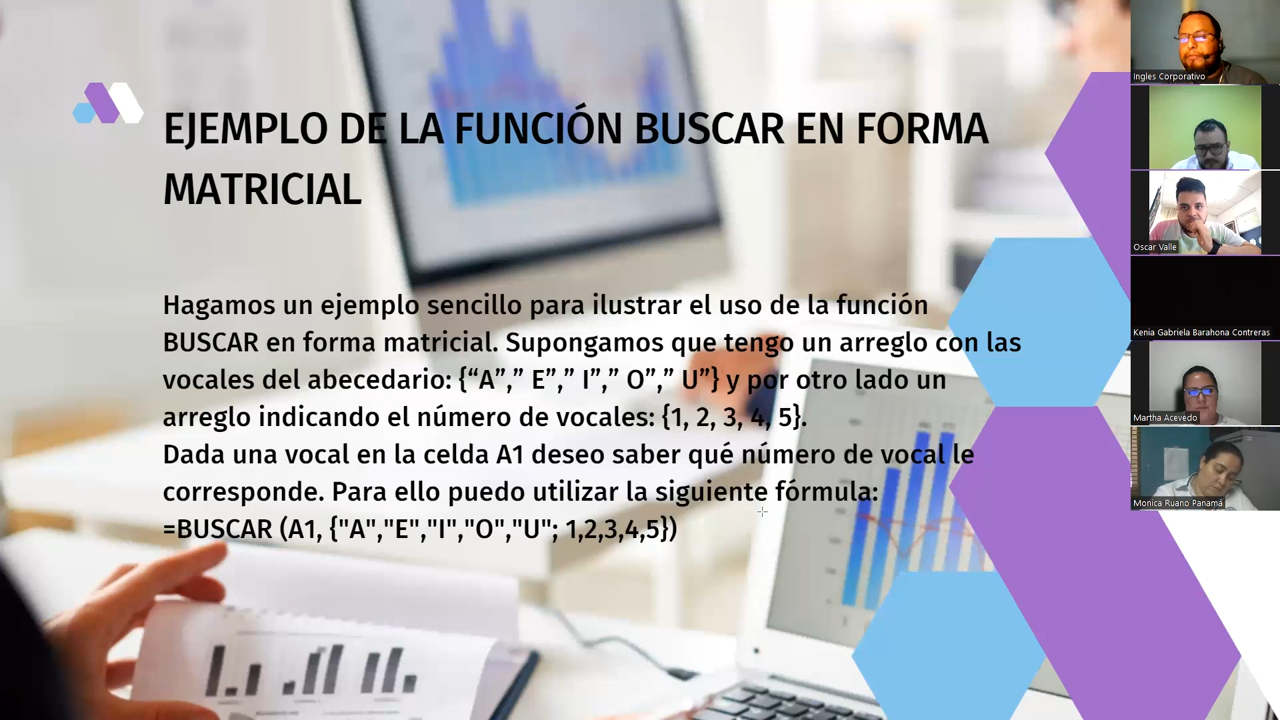 EJEMPLO DE LA FUNCIÓN BUSCAR EN FORMA
MATRICIAL
Hagamos un ejemplo sencillo para ilustrar el uso de la función
BUSCAR en forma matricial. Supongamos que tengo un arreglo con las
vocales del abecedario: {“A”,” E”,” I”,” O”,” U”} y por otro lado un
arreglo indicando el número de vocales: {1, 2, 3, 4, 5}.
Dada una vocal en la celda A1 deseo saber qué número de vocal le
corresponde. Para ello puedo utilizar la siguiente fórmula:
=BUSCAR (A1, {"A","E","I","O","U"; 1,2,3,4,5})
Ingles Corporativo
Oscar Valle
Kenia Gabriela Barahona Contreras
Martha Acevedo
Monica Ruano Panamá